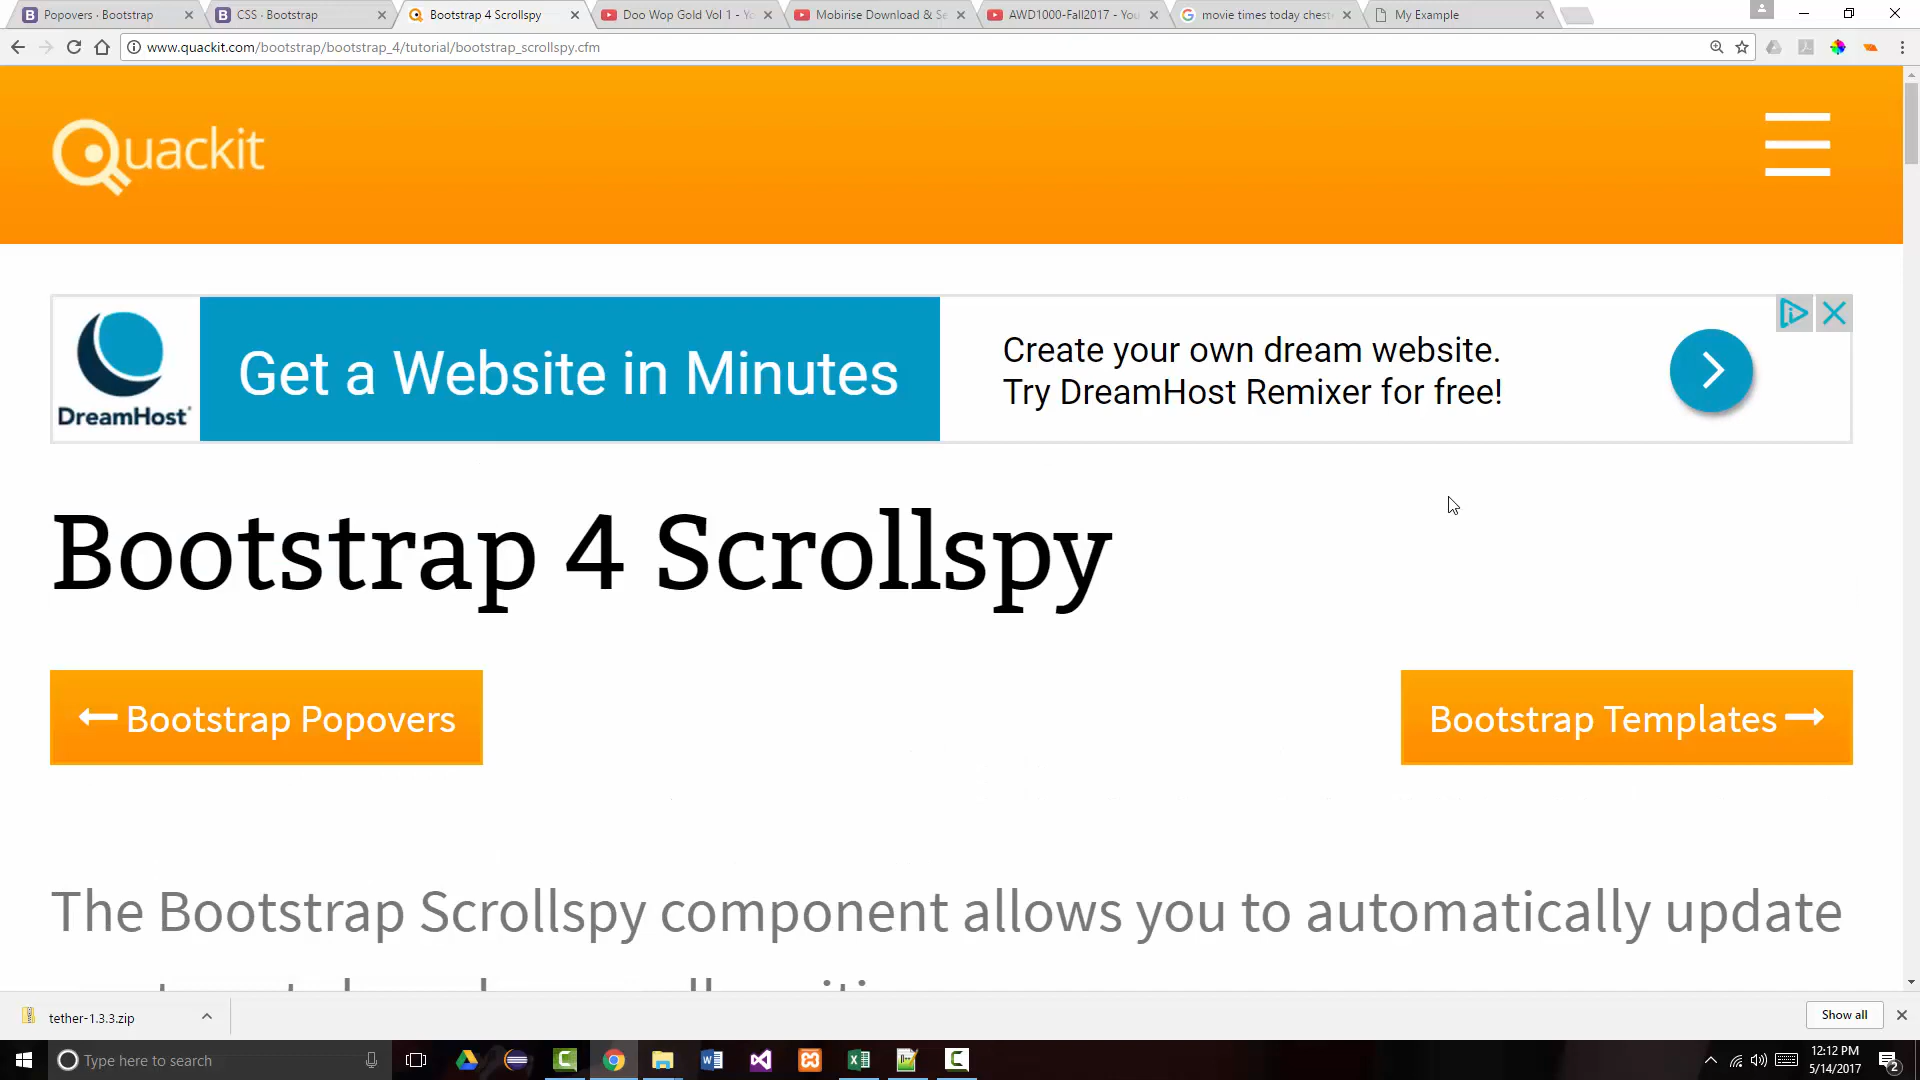 Popovers · Bootstrap
CSS · Bootstrap
Bootstrap 4 Scrollspy
Doo Wop Gold Vol 1 - Yo
Mobirise Download & Se
AWD1000-Fall2017 - You
movie times today chest
My Example
www.quackit.com/bootstrap/bootstrap_4/tutorial/bootstrap_scrollspy.cfm
Quackit
DreamHost
Get a Website in Minutes
Create your own dream website.
Try DreamHost Remixer for free!
Bootstrap 4 Scrollspy
Bootstrap Popovers
Bootstrap Templates
The Bootstrap Scrollspy component allows you to automatically update
tether-1.3.3.zip
Show all
Type here to search
12:12 PM
5/14/2017
2